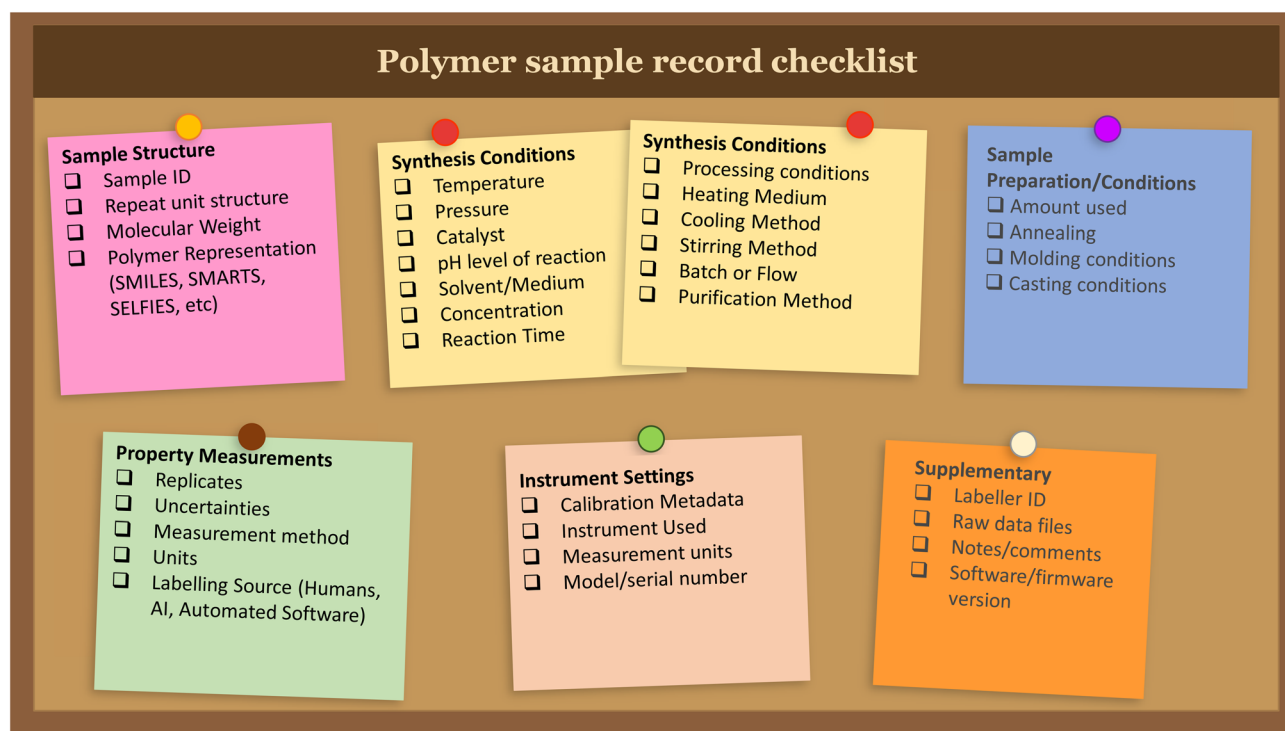 Polymer sample record checklist
Sample Structure
❑ Sample ID
❑ Repeat unit structure
❑ Molecular Weight
❑ Polymer Representation
(SMILES, SMARTS,
SELFIES, etc)
Synthesis Conditions
❑ Temperature
❑ Pressure
❑ Catalyst
❑ pH level of reaction
❑ Solvent/Medium
❑ Concentration
❑ Reaction Time
Synthesis Conditions
❑ Processing conditions
❑ Heating Medium
❑ Cooling Method
❑ Stirring Method
❑ Batch or Flow
❑ Purification Method
Sample
Preparation/Conditions
❑ Amount used
❑ Annealing
❑ Molding conditions
❑ Casting conditions
Property Measurements
❑ Replicates
❑ Uncertainties
❑ Measurement method
❑ Units
❑ Labelling Source (Humans,
AI, Automated Software)
Instrument Settings
❑ Calibration Metadata
❑ Instrument Used
❑ Measurement units
❑ Model/serial number
Supplementary
❑ Labeller ID
❑ Raw data files
❑ Notes/comments
❑ Software/firmware
version